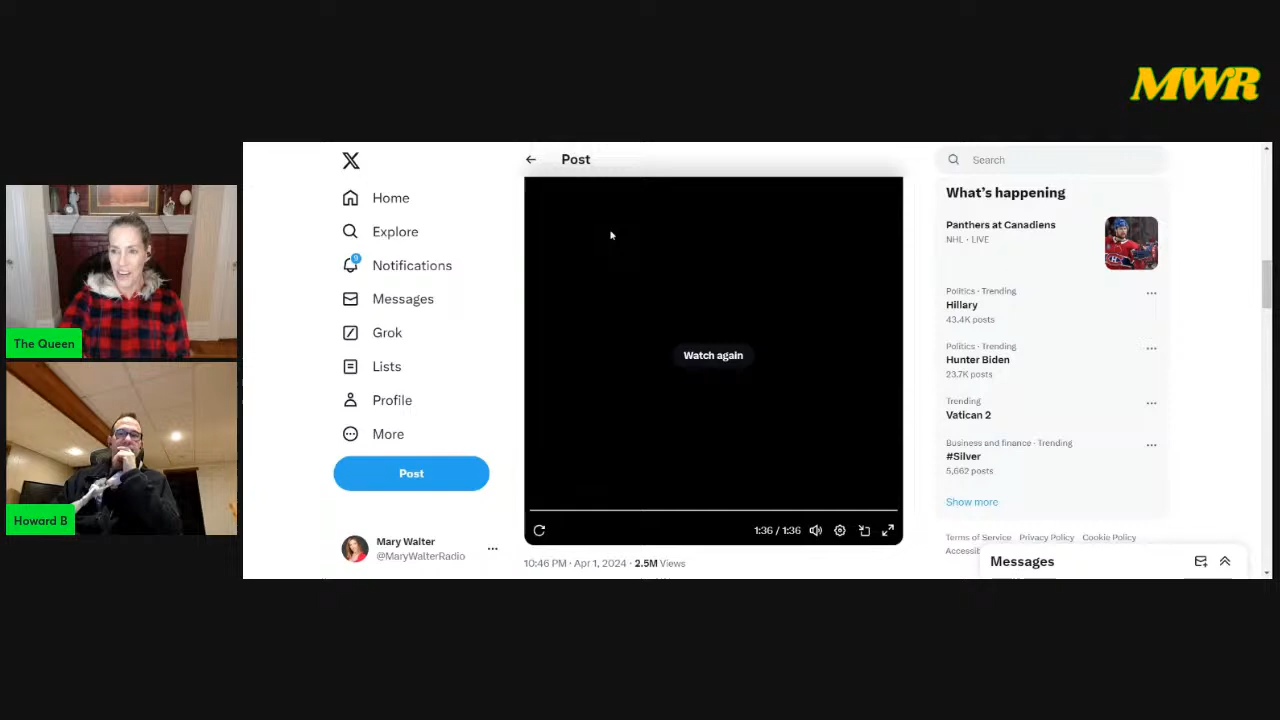 MWR
The Queen
Howard B
Home
Explore
9
Notifications
Messages
Grok
Lists
Profile
More
Post
Mary Walter
@MaryWalterRadio
Post
Watch again
1:36 / 1:36
10:46 PM · Apr 1, 2024 · 2.5M Views
Search
What's happening
Panthers at Canadiens
NHL · LIVE
Politics · Trending
Hillary
43.4K posts
Politics · Trending
Hunter Biden
23.7K posts
Trending
Vatican 2
Business and finance · Trending
#Silver
5,662 posts
Show more
Terms of Service Privacy Policy Cookie Policy
Accessib
Messages